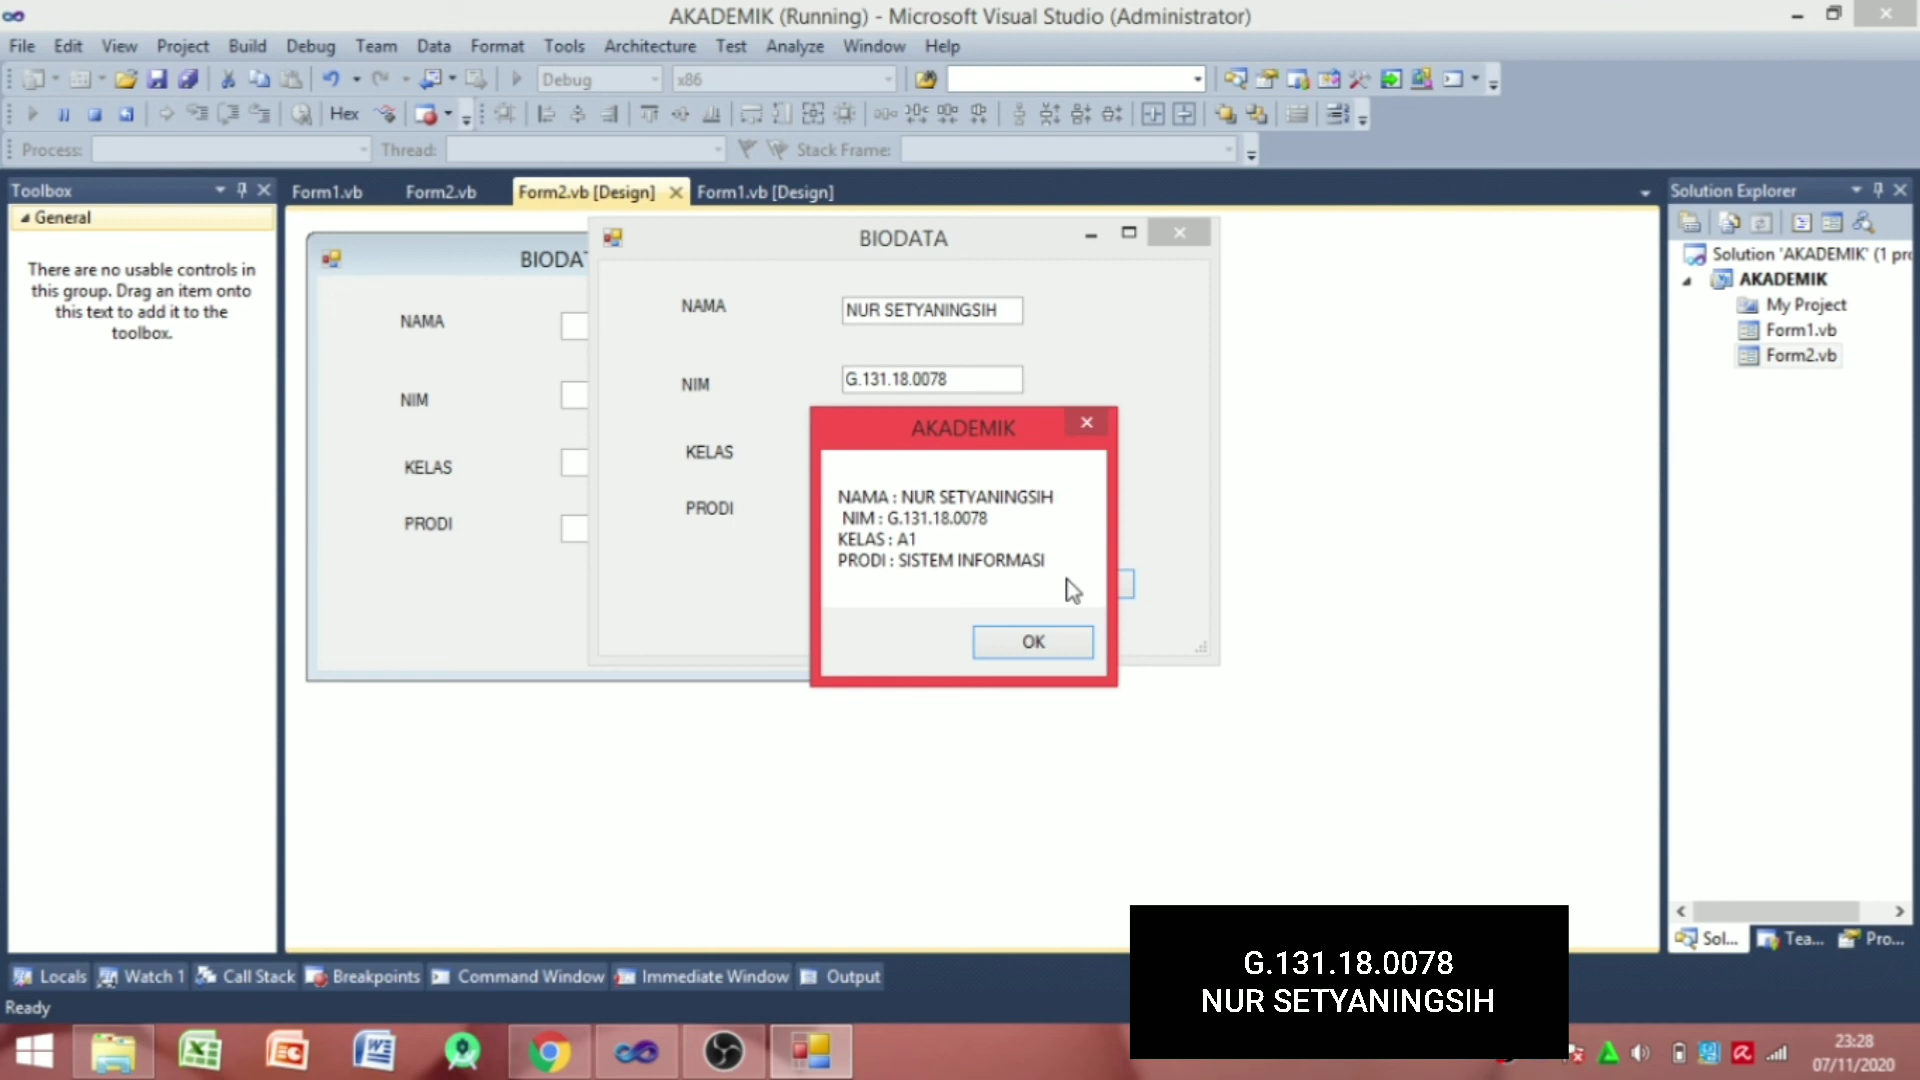 AKADEMIK (Running) - Microsoft Visual Studio (Administrator)
File Edit View Project Build Debug Team Data Format Tools Architecture Test Analyze Window Help
Debug x86
Hex
Process: Thread: Stack Frame:
Toolbox
General
There are no usable controls in
this group. Drag an item onto
this text to add it to the
toolbox.
Form1.vb Form2.vb Form2.vb [Design] Form1.vb [Design]
BIODAT
NAMA
NIM
KELAS
PRODI
BIODATA
NAMA NUR SETYANINGSIH
NIM G.131.18.0078
KELAS
PRODI
AKADEMIK
NAMA : NUR SETYANINGSIH
NIM : G.131.18.0078
KELAS : A1
PRODI : SISTEM INFORMASI
OK
Solution Explorer
Solution 'AKADEMIK' (1 pro
AKADEMIK
My Project
Form1.vb
Form2.vb
Sol... Tea... Pro...
Locals Watch 1 Call Stack Breakpoints Command Window Immediate Window Output
Ready
G.131.18.0078
NUR SETYANINGSIH
23:28
07/11/2020